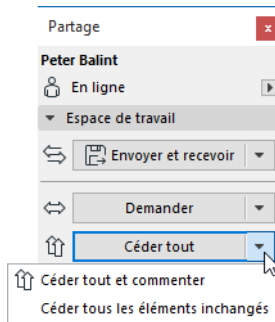 Partage
Peter Balint
En ligne
Espace de travail
Envoyer et recevoir
Demander
Céder tout
Céder tout et commenter
Céder tous les éléments inchangés